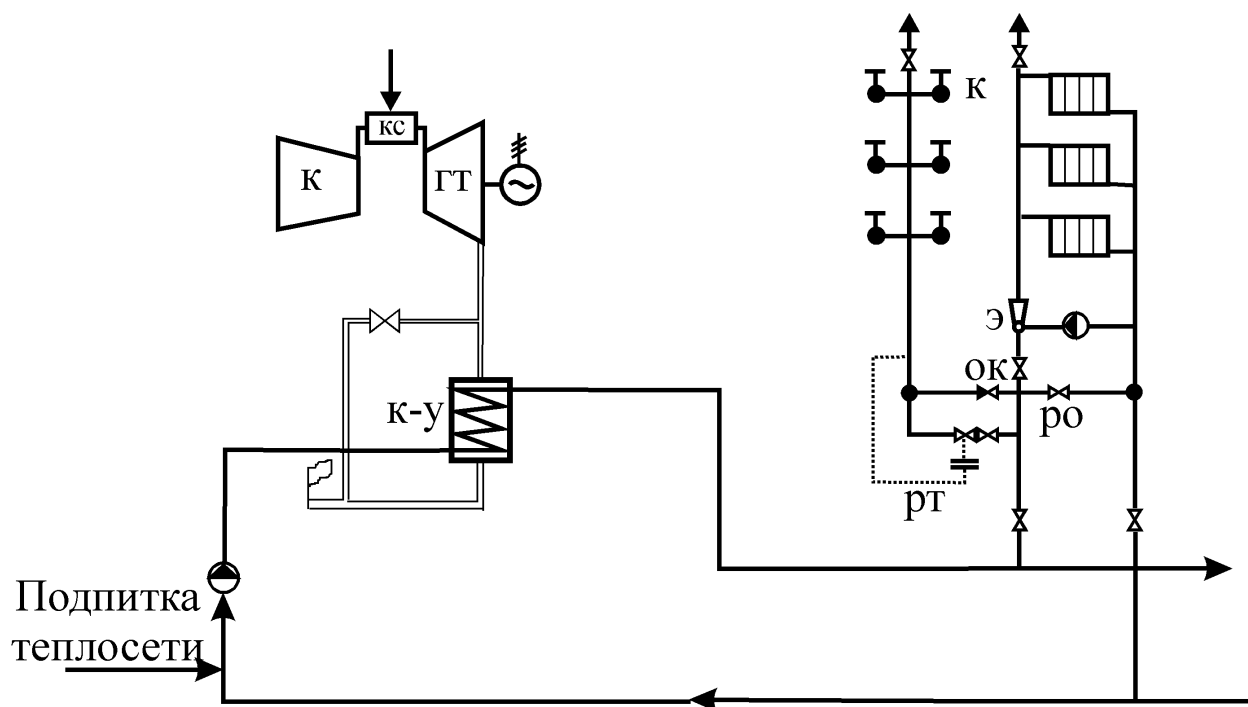 к
кс
к
гт
э
ок
к-у
ро
рт
Подпитка
теплосети